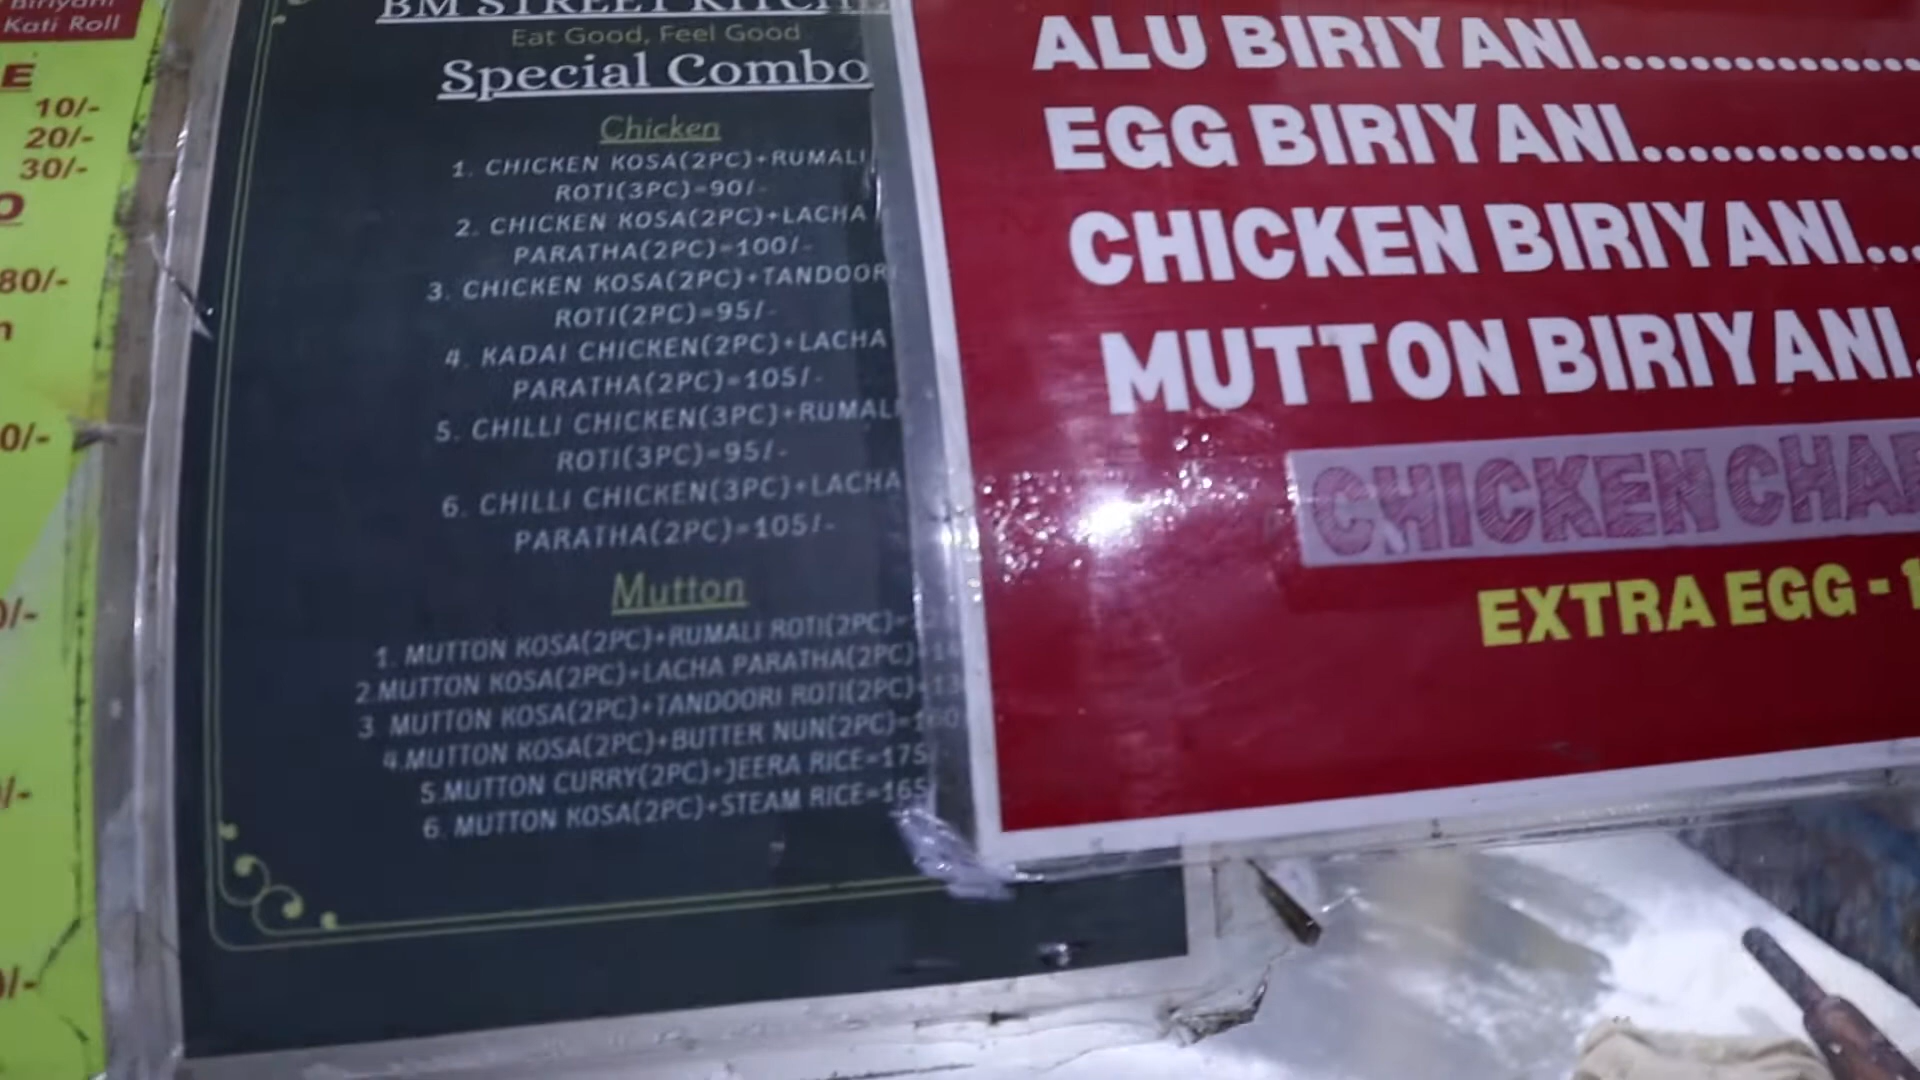 Biriyani
Kati Roll
E
10/-
20/-
30/-
O
80/-
0/-
BM STREET
Eat Good, Feel Good
Special Combo
Chicken
1. CHICKEN KOSA(2PC)+RUMALI
ROTI(3PC)=90/-
2. CHICKEN KOSA(2PC)+LACHA
PARATHA(2PC)=100/-
3. CHICKEN KOSA(2PC)+TANDOORI
ROTI(2PC)=95/-
4. KADAI CHICKEN(2PC)+LACHA
PARATHA(2PC)=105/-
5. CHILLI CHICKEN(3PC)+RUMALI
ROTI(3PC)=95/-
6. CHILLI CHICKEN(3PC)+LACHA
PARATHA(2PC)=105/-
Mutton
1. MUTTON KOSA(2PC)+RUMALI ROTI(2PC)=
2.MUTTON KOSA(2PC)+LACHA PARATHA(2PC)
3. MUTTON KOSA(2PC)+TANDOORI ROTI(2PC)=
4.MUTTON KOSA(2PC)+BUTTER NUN(2PC)=160
5.MUTTON CURRY(2PC)+JEERA RICE=175
6. MUTTON KOSA(2PC)+STEAM RICE=165
ALU BIRIYANI................
EGG BIRIYANI..............
CHICKEN BIRIYANI...
MUTTON BIRIYANI.
CHICKEN
EXTRA EGG -